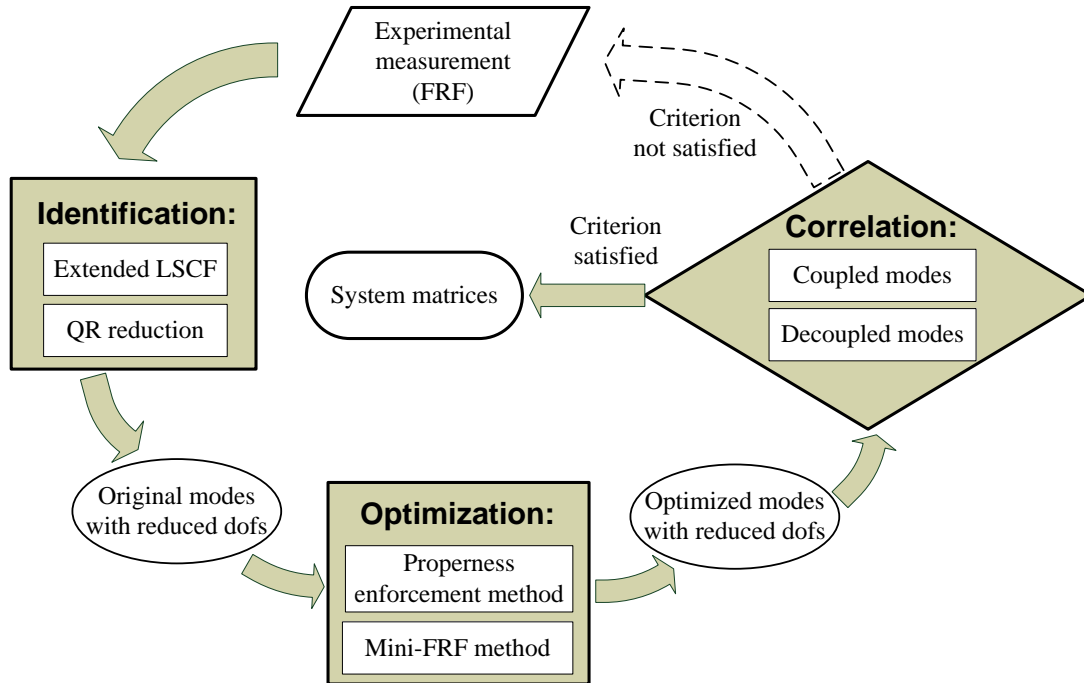 Experimental
measurement
(FRF)
Criterion
not satisfied
Identification:
Extended LSCF
QR reduction
Criterion
satisfied
System matrices
Correlation:
Coupled modes
Decoupled modes
Original modes
with reduced dofs
Optimization:
Properness
enforcement method
Mini-FRF method
Optimized modes
with reduced dofs